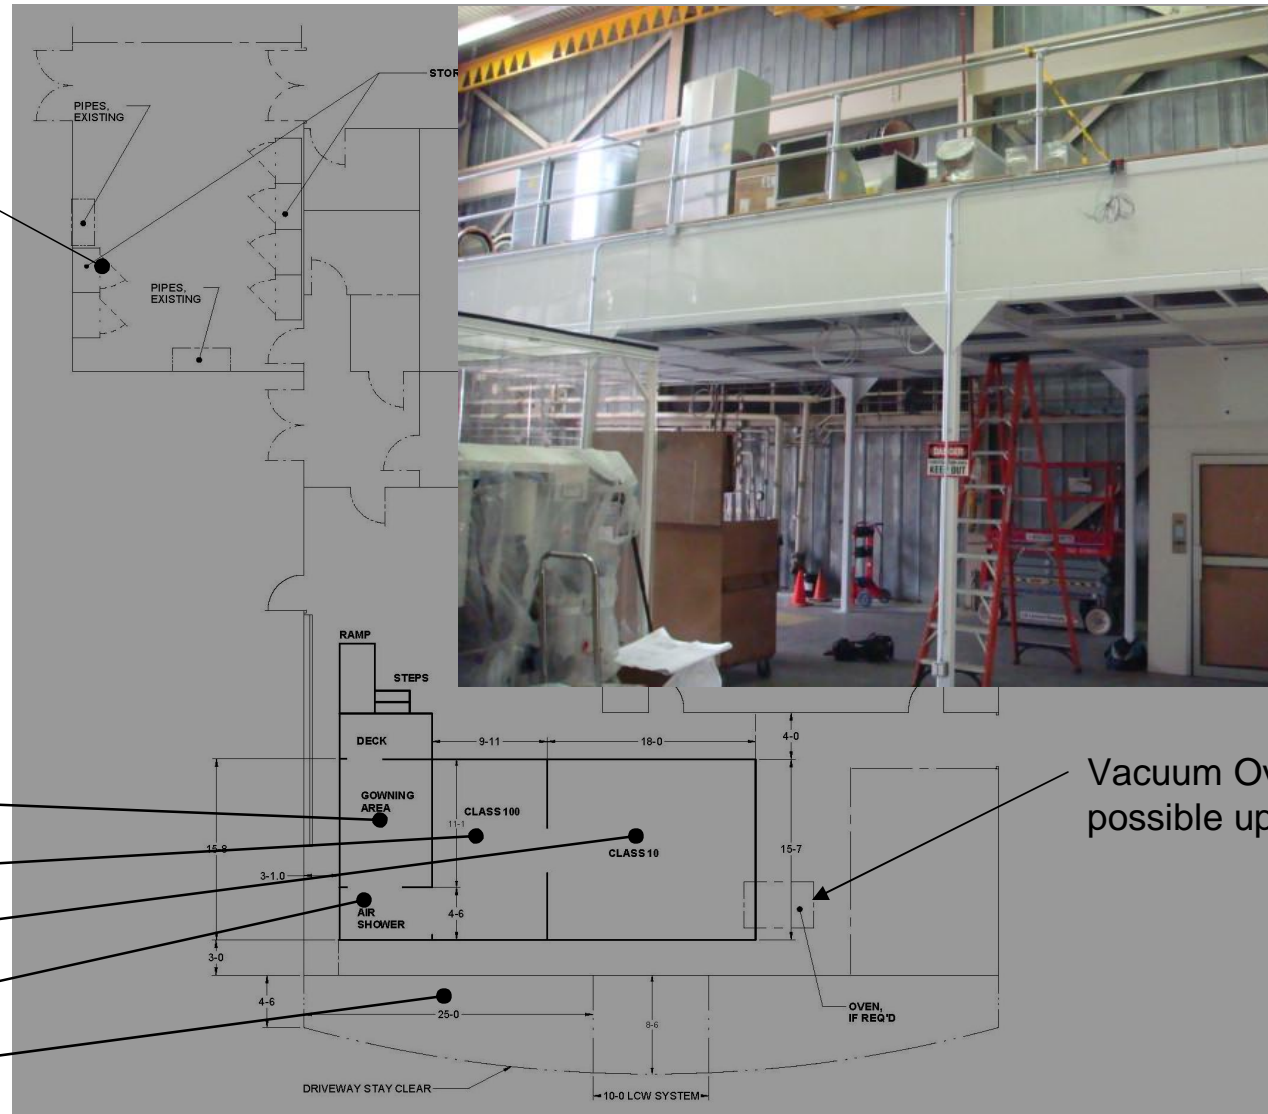 STOR
PIPES,
EXISTING
PIPES,
EXISTING
DANGER
KEEP OUT
RAMP
STEPS
DECK
9-11
18-0
4-0
GOWNING
AREA
CLASS 100
11-1
CLASS 10
15-8
15-7
Vacuum Ov
possible up
3-1.0
AIR
SHOWER
4-6
3-0
4-6
25-0
8-6
OVEN,
IF REQ'D
DRIVEWAY STAY CLEAR
10-0 LCW SYSTEM